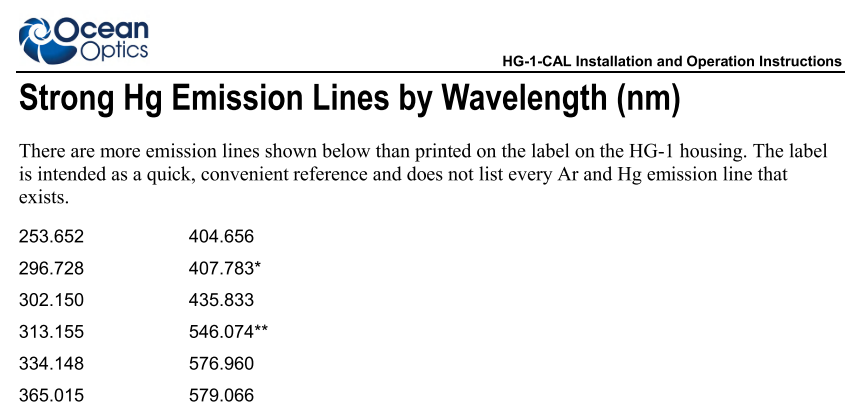 Ocean
Optics
HG-1-CAL Installation and Operation Instructions
Strong Hg Emission Lines by Wavelength (nm)
There are more emission lines shown below than printed on the label on the HG-1 housing. The label
is intended as a quick, convenient reference and does not list every Ar and Hg emission line that
exists.
253.652 404.656
296.728 407.783*
302.150 435.833
313.155 546.074**
334.148 576.960
365.015 579.066